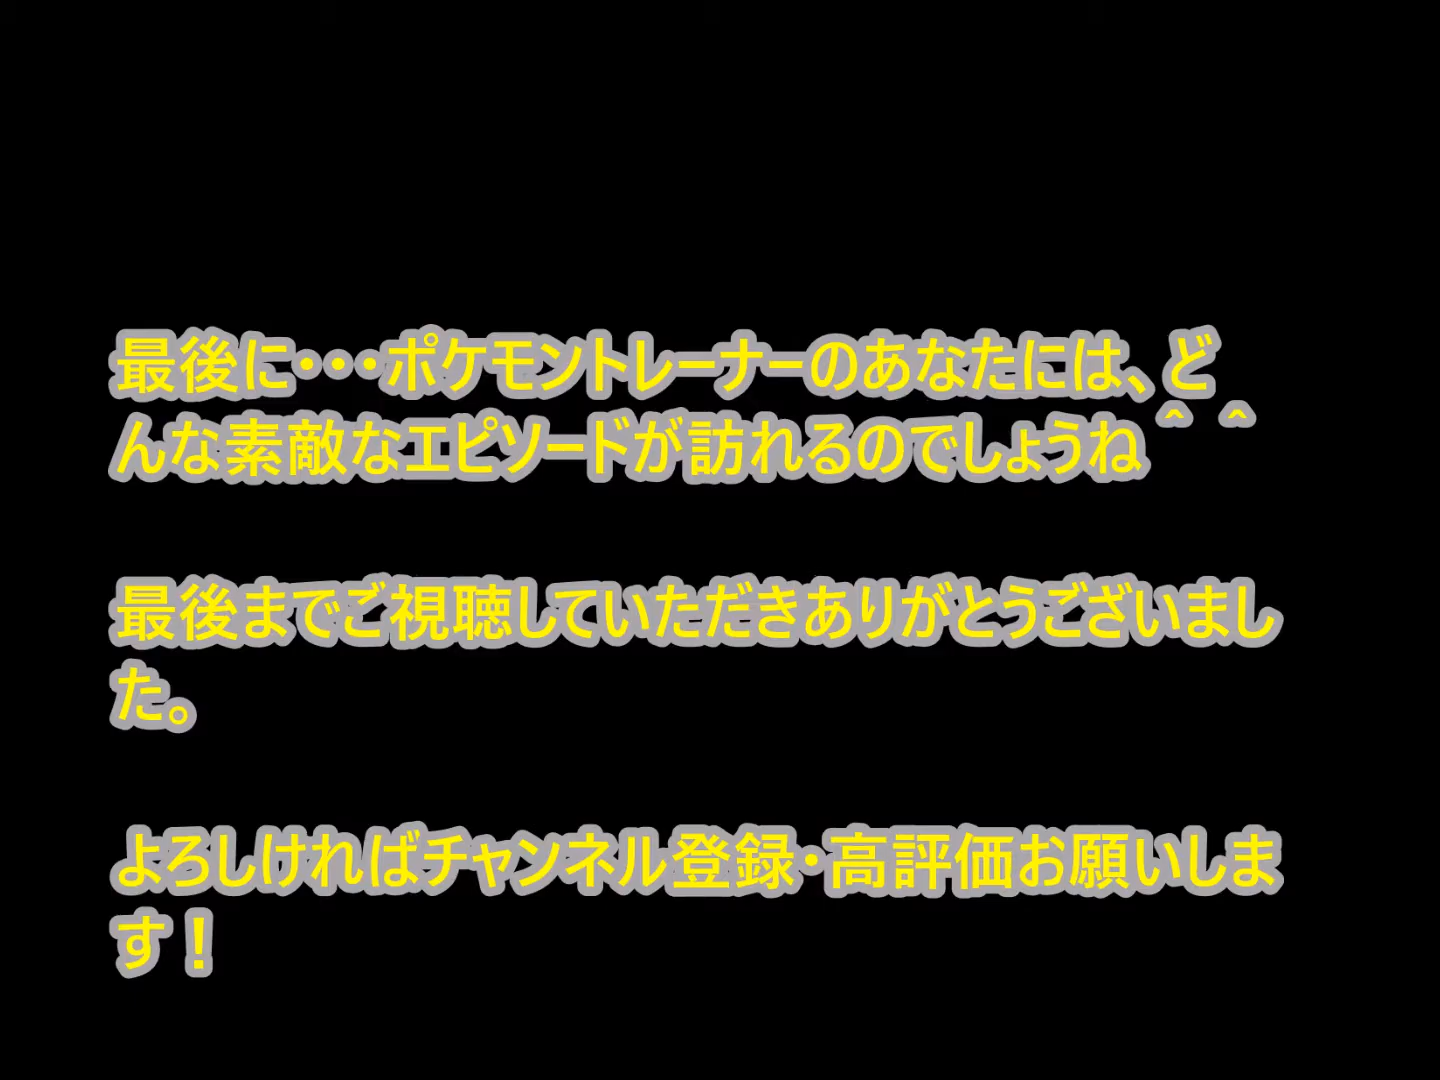 最後に・・・ポケモントレーナーのあなたには、ど
んな素敵なエピソードが訪れるのでしょうね＾＾
最後までご視聴していただきありがとうございまし
た。
よろしければチャンネル登録・高評価お願いしま
す！